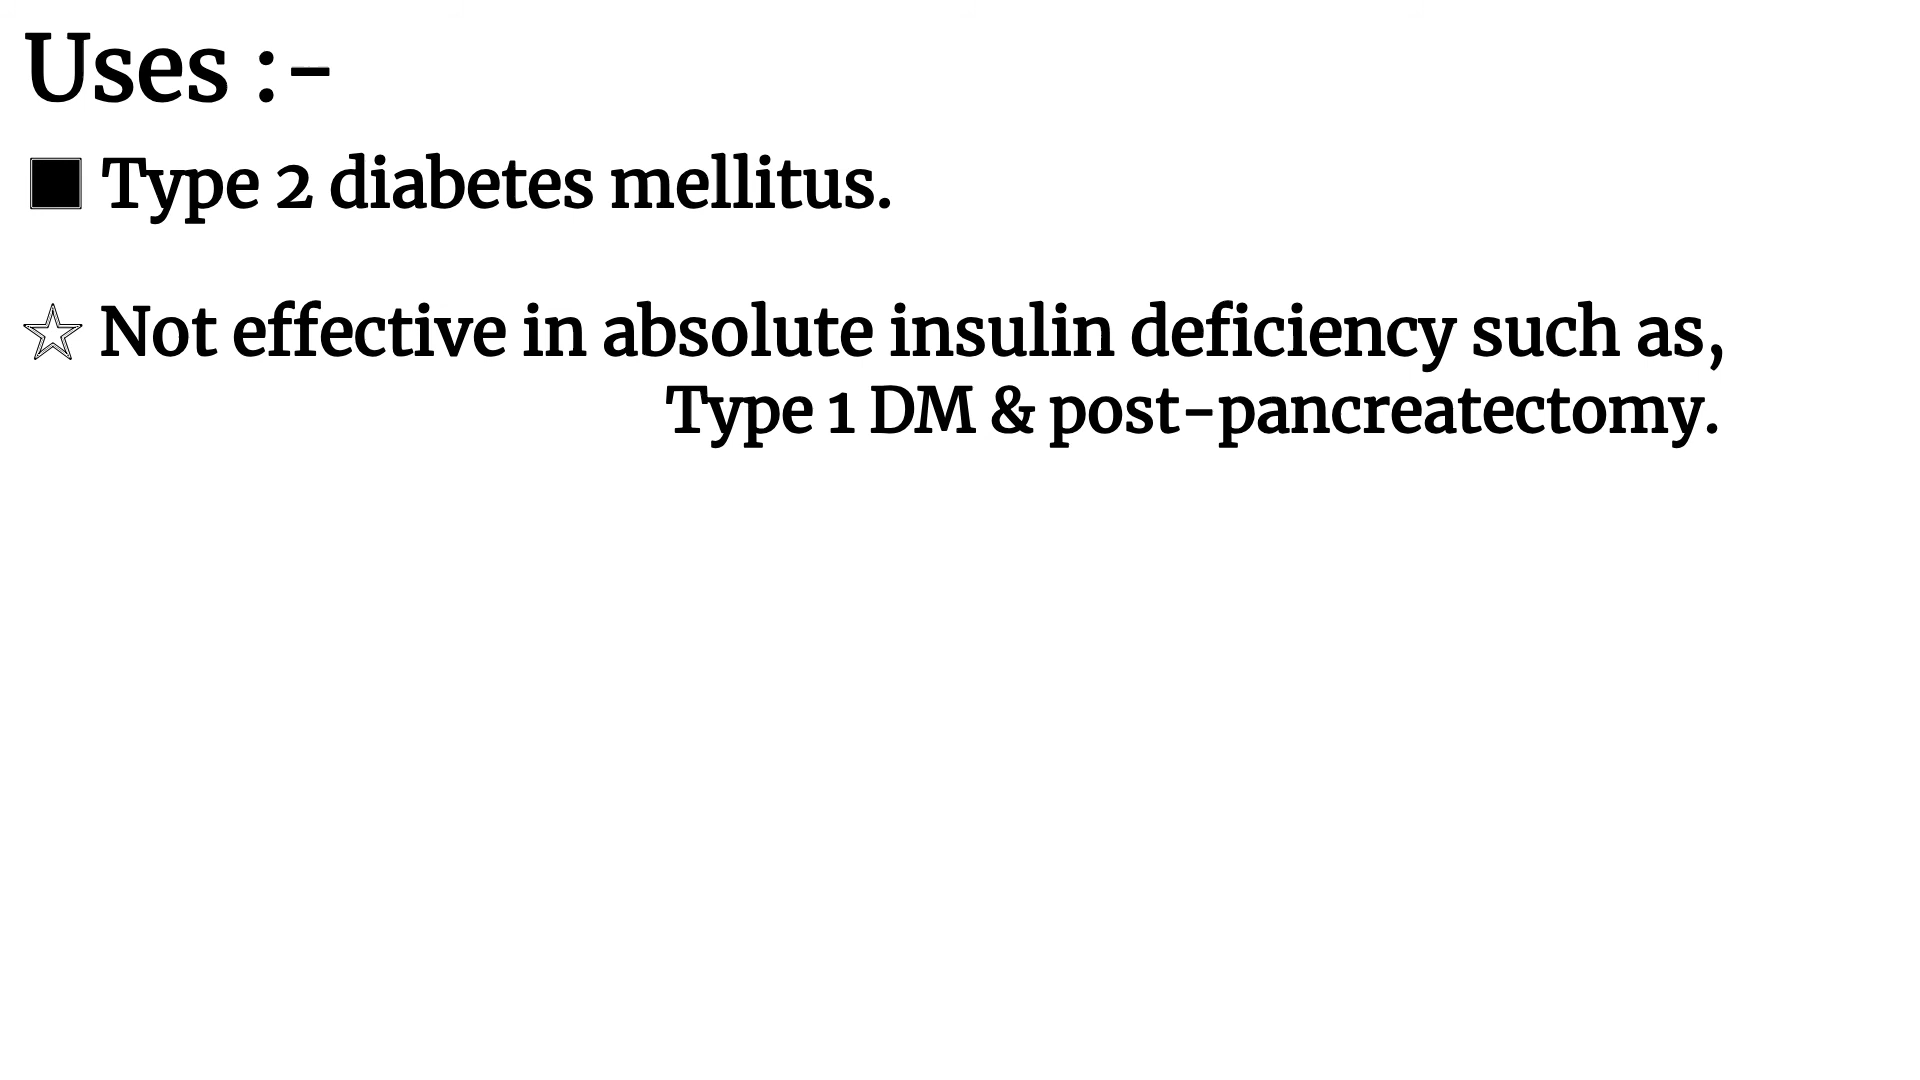 Uses :-
■ Type 2 diabetes mellitus.
☆ Not effective in absolute insulin deficiency such as,
Type 1 DM & post-pancreatectomy.